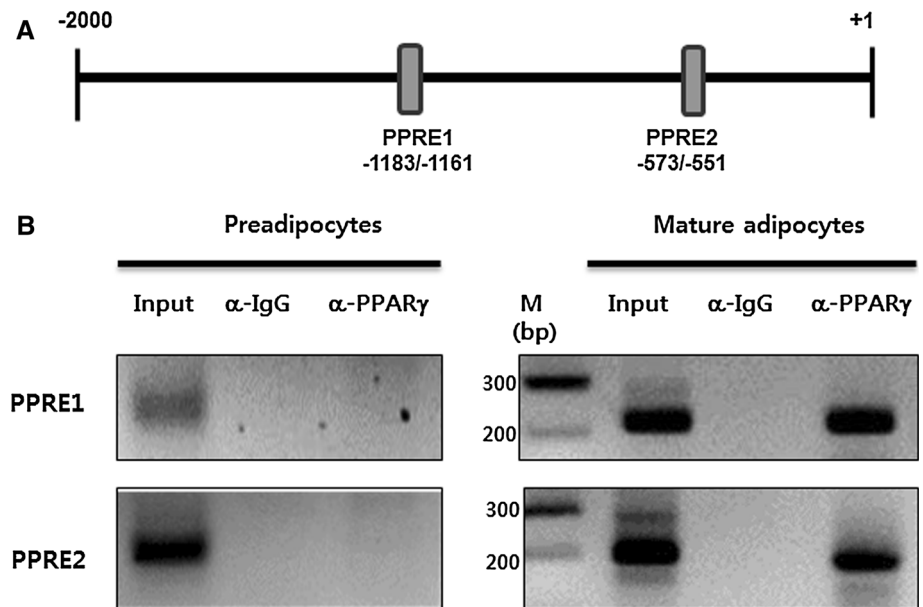 A
-2000
+1
PPRE1
-1183/-1161
PPRE2
-573/-551
B
Preadipocytes
Mature adipocytes
Input α-IgG α-PPARγ
M
(bp)
Input α-IgG α-PPARγ
PPRE1
300
200
PPRE2
300
200